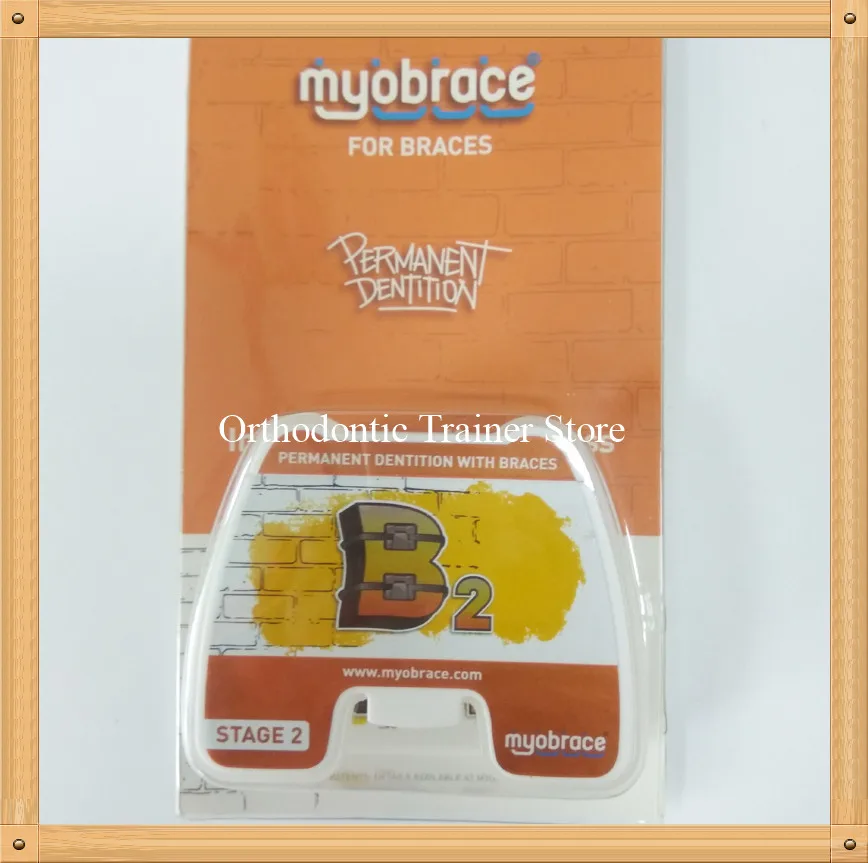 myobrace®
FOR BRACES
PERMANENT
DENTITION
Orthodontic Trainer Store
PERMANENT DENTITION WITH BRACES
B2
www.myobrace.com
STAGE 2
myobrace®